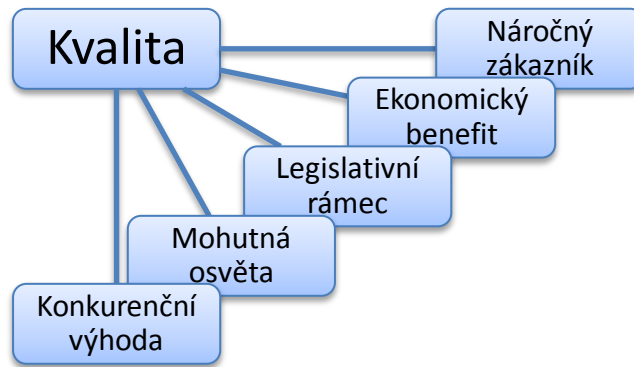 Kvalita
Náročný
zákazník
Ekonomický
benefit
Legislativní
rámec
Mohutná
osvěta
Konkurenční
výhoda